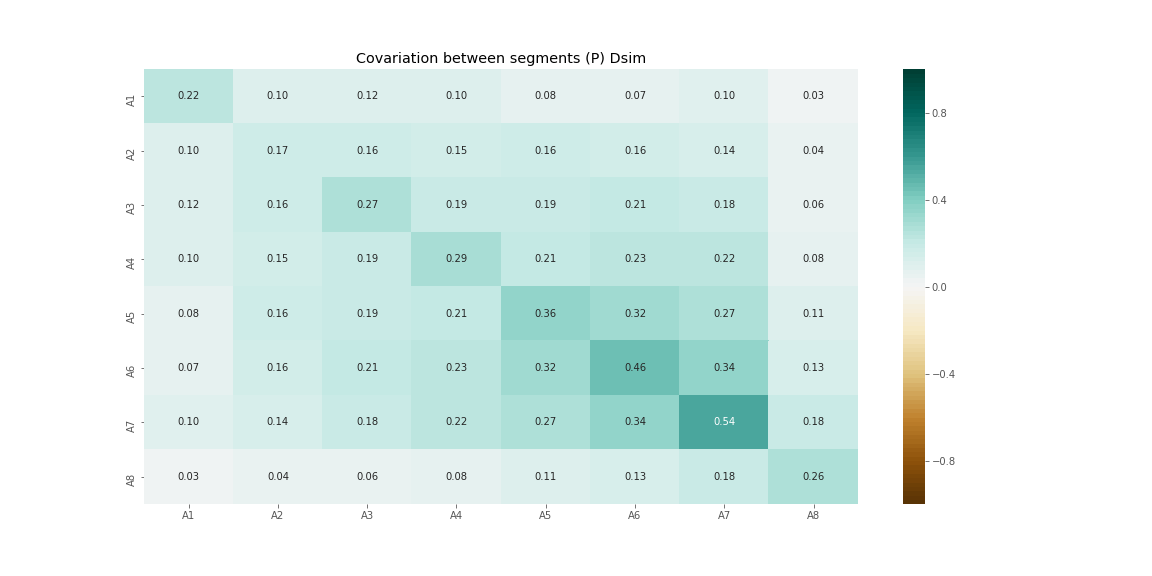 Covariation between segments (P) Dsim
A1 0.22 0.10 0.12 0.10 0.08 0.07 0.10 0.03
A2 0.10 0.17 0.16 0.15 0.16 0.16 0.14 0.04
A3 0.12 0.16 0.27 0.19 0.19 0.21 0.18 0.06
A4 0.10 0.15 0.19 0.29 0.21 0.23 0.22 0.08
A5 0.08 0.16 0.19 0.21 0.36 0.32 0.27 0.11
A6 0.07 0.16 0.21 0.23 0.32 0.46 0.34 0.13
A7 0.10 0.14 0.18 0.22 0.27 0.34 0.54 0.18
A8 0.03 0.04 0.06 0.08 0.11 0.13 0.18 0.26
A1 A2 A3 A4 A5 A6 A7 A8
0.8
0.4
0.0
−0.4
−0.8